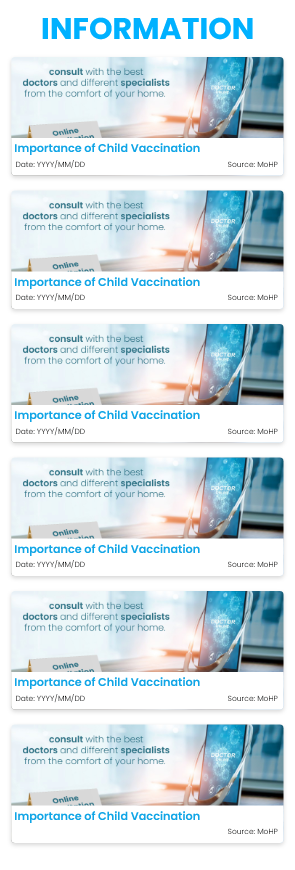 INFORMATION
consult with the best
doctors and different specialists
from the comfort of your home.
DOCTOR
Online
Importance of Child Vaccination
Date: YYYY/MM/DD Source: MoHP
consult with the best
doctors and different specialists
from the comfort of your home.
DOCTOR
Online
Importance of Child Vaccination
Date: YYYY/MM/DD Source: MoHP
consult with the best
doctors and different specialists
from the comfort of your home.
DOCTOR
Online
Importance of Child Vaccination
Date: YYYY/MM/DD Source: MoHP
consult with the best
doctors and different specialists
from the comfort of your home.
DOCTOR
Online
Importance of Child Vaccination
Date: YYYY/MM/DD Source: MoHP
consult with the best
doctors and different specialists
from the comfort of your home.
DOCTOR
Online
Importance of Child Vaccination
Date: YYYY/MM/DD Source: MoHP
consult with the best
doctors and different specialists
from the comfort of your home.
DOCTOR
Online
Importance of Child Vaccination
Source: MoHP